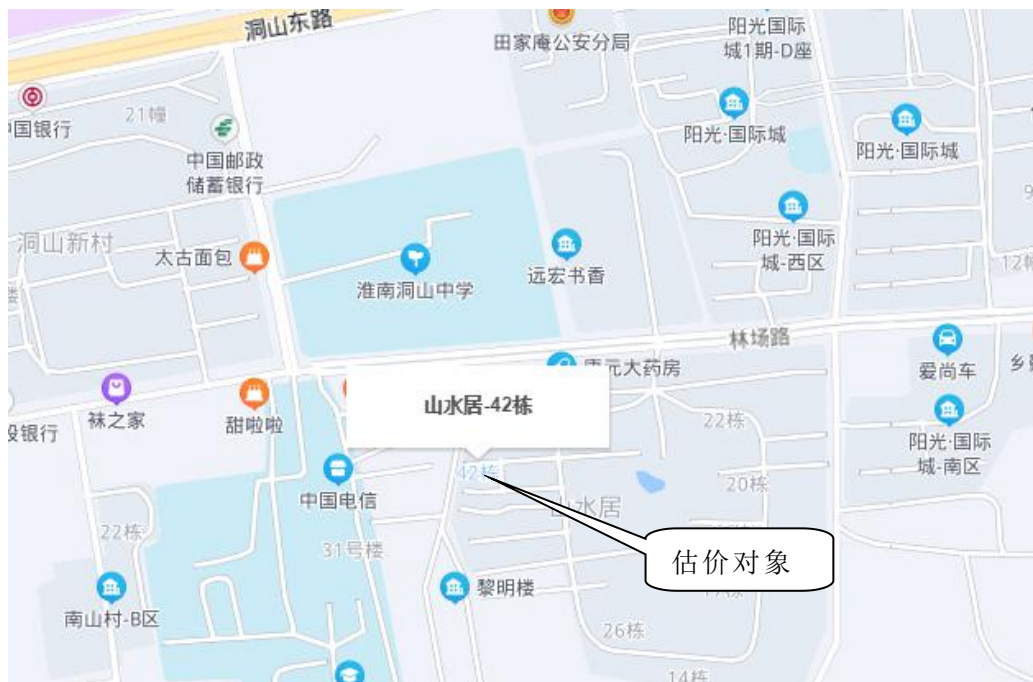 洞山东路
田家庵公安分局
阳光国际
城1期-D座
21幢
中国邮政
储蓄银行
阳光·国际城
阳光·国际城
洞山新村
太古面包
淮南洞山中学
远宏书香
阳光·国际
城-西区
林场路
大药房
爱尚车
袜之家
甜啦啦
山水居-42栋
22栋
阳光·国际
城-南区
42栋
中国电信
山水居
20栋
22栋
31号楼
估价对象
南山村-B区
黎明楼
26栋
14栋